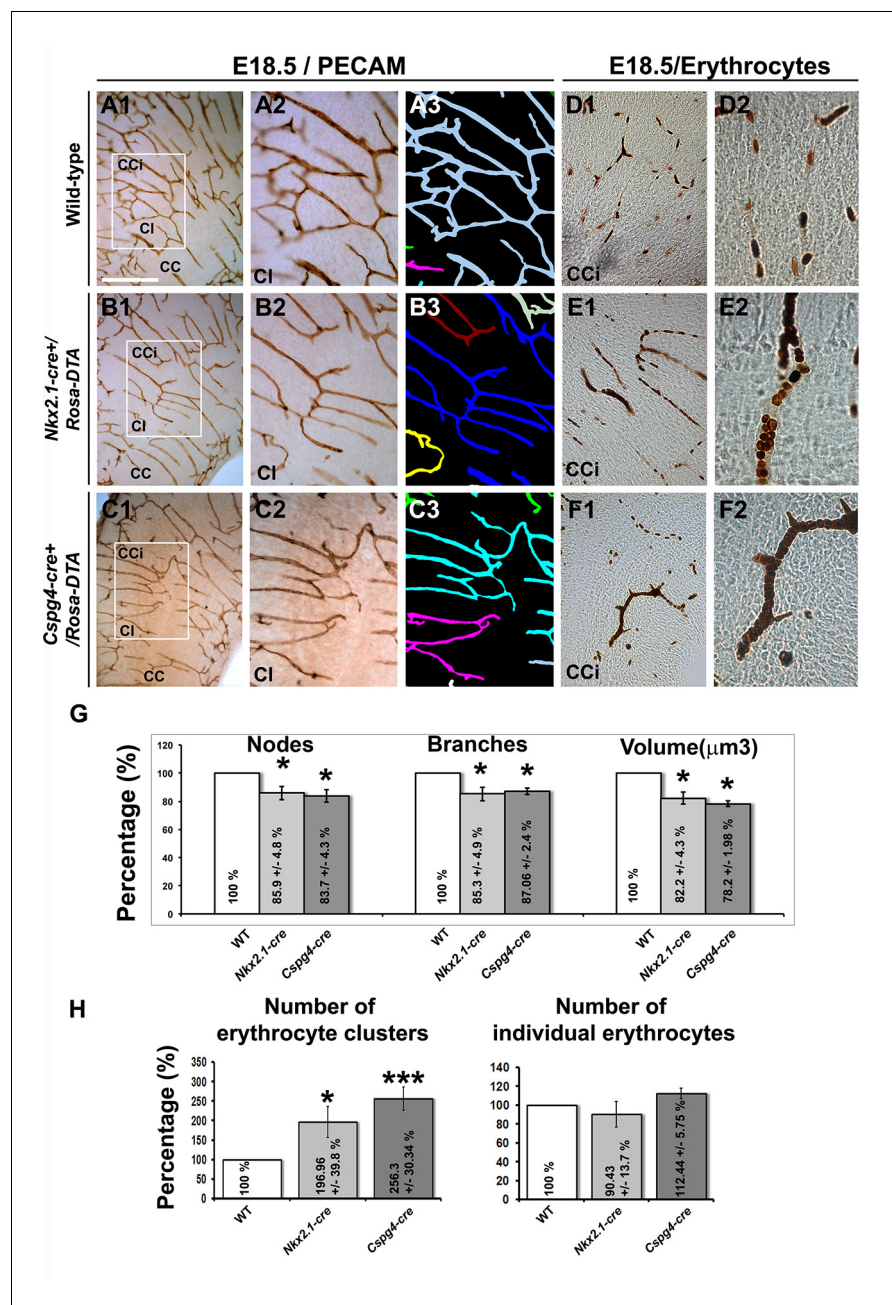 E18.5 / PECAM
E18.5/Erythrocytes
Wild-type
A1
CCi
CI
CC
A2
CI
A3
D1
CCi
D2
Nkx2.1-cre+/
Rosa-DTA
B1
CCi
CI
CC
B2
CI
B3
E1
CCi
E2
Cspg4-cre+
/Rosa-DTA
C1
CCi
CI
CC
C2
CI
C3
F1
CCi
F2
G
Percentage (%)
120
100
80
60
40
20
0
Nodes
*
*
100 %
85.9 +/- 4.8 %
83.7 +/- 4.3 %
WT
Nkx2.1-cre
Cspg4-cre
Branches
*
*
100 %
85.3 +/- 4.9 %
87.06 +/- 2.4 %
WT
Nkx2.1-cre
Cspg4-cre
Volume(μm3)
*
*
100 %
82.2 +/- 4.3 %
78.2 +/- 1.98 %
WT
Nkx2.1-cre
Cspg4-cre
H
Number of
erythrocyte clusters
Percentage (%)
350
300
250
200
150
100
50
0
*
***
100 %
196.96
+/- 39.8 %
256.3
+/- 30.34 %
WT
Nkx2.1-cre
Cspg4-cre
Number of
individual erythrocytes
140
120
100
80
60
40
20
0
100 %
90.43
+/- 13.7 %
112.44 +/- 5.75 %
WT
Nkx2.1-cre
Cspg4-cre